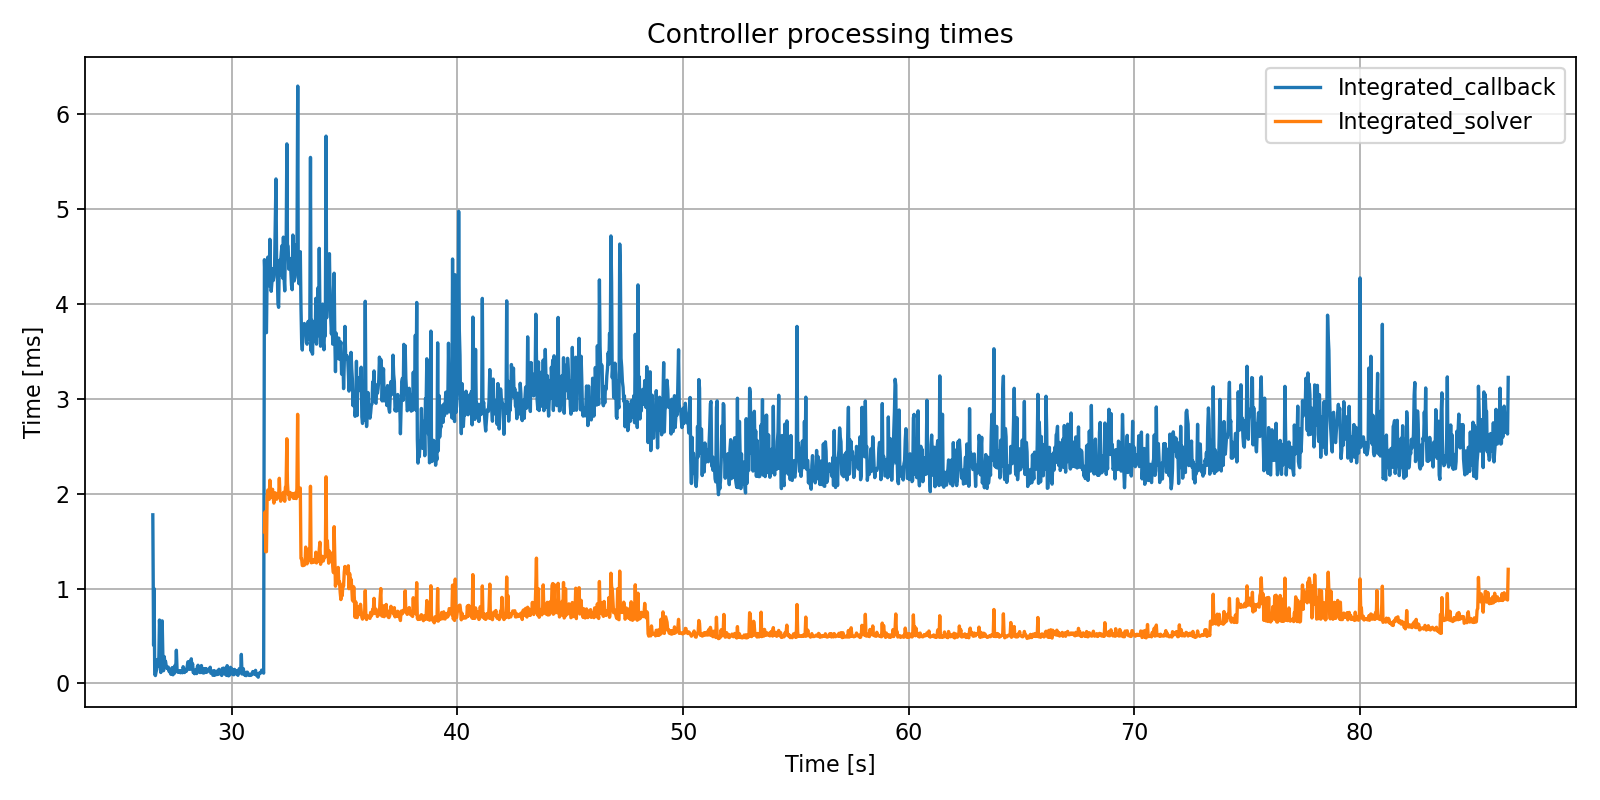 Controller processing times
Integrated_callback
Integrated_solver
Time [ms]
6
5
4
3
2
1
0
30 40 50 60 70 80
Time [s]